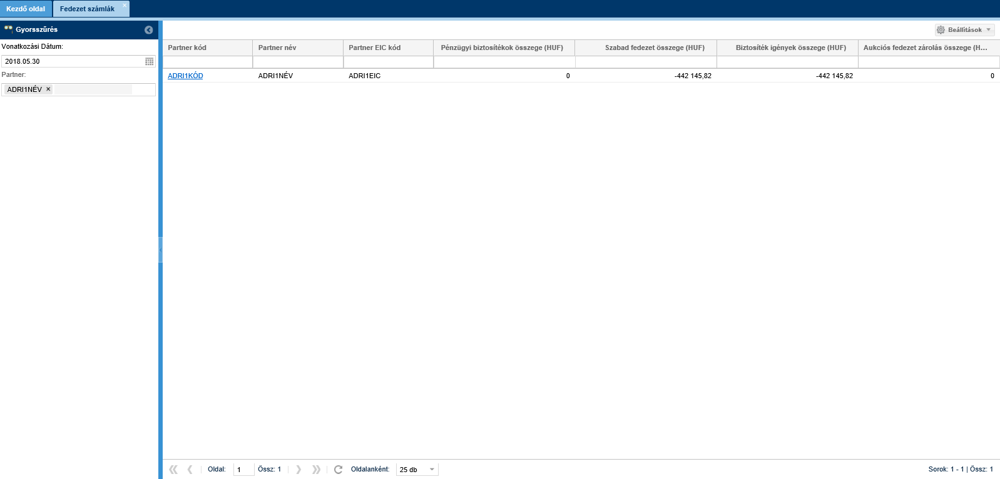 Kezdő oldal
Fedezet számlák
Gyorsszűrés
Vonatkozási Dátum:
2018.05.30
Partner:
ADRI1NÉV ×
Beállítások
Partner kód Partner név Partner EIC kód Pénzügyi biztosítékok összege (HUF) Szabad fedezet összege (HUF) Biztosíték igények összege (HUF) Aukciós fedezet zárolás összege (H...
ADRI1KÓD ADRI1NÉV ADRI1EIC 0 -442 145,82 -442 145,82 0
Oldal: 1 Össz: 1 Oldalanként: 25 db Sorok: 1 - 1 | Össz: 1